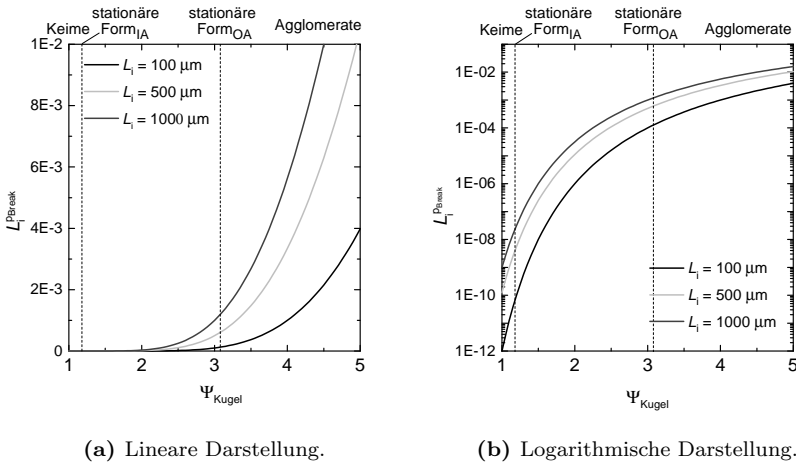 stationäre stationäre
Keime Form_IA Form_OA Agglomerate
1E-2
8E-3
6E-3
4E-3
2E-3
0
L_i^pBreak
L_i = 100 µm
L_i = 500 µm
L_i = 1000 µm
1 2 3 4 5
Ψ_Kugel
(a) Lineare Darstellung.
stationäre stationäre
Keime Form_IA Form_OA Agglomerate
1E-02
1E-04
1E-06
1E-08
1E-10
1E-12
L_i^pBreak
L_i = 100 µm
L_i = 500 µm
L_i = 1000 µm
1 2 3 4 5
Ψ_Kugel
(b) Logarithmische Darstellung.